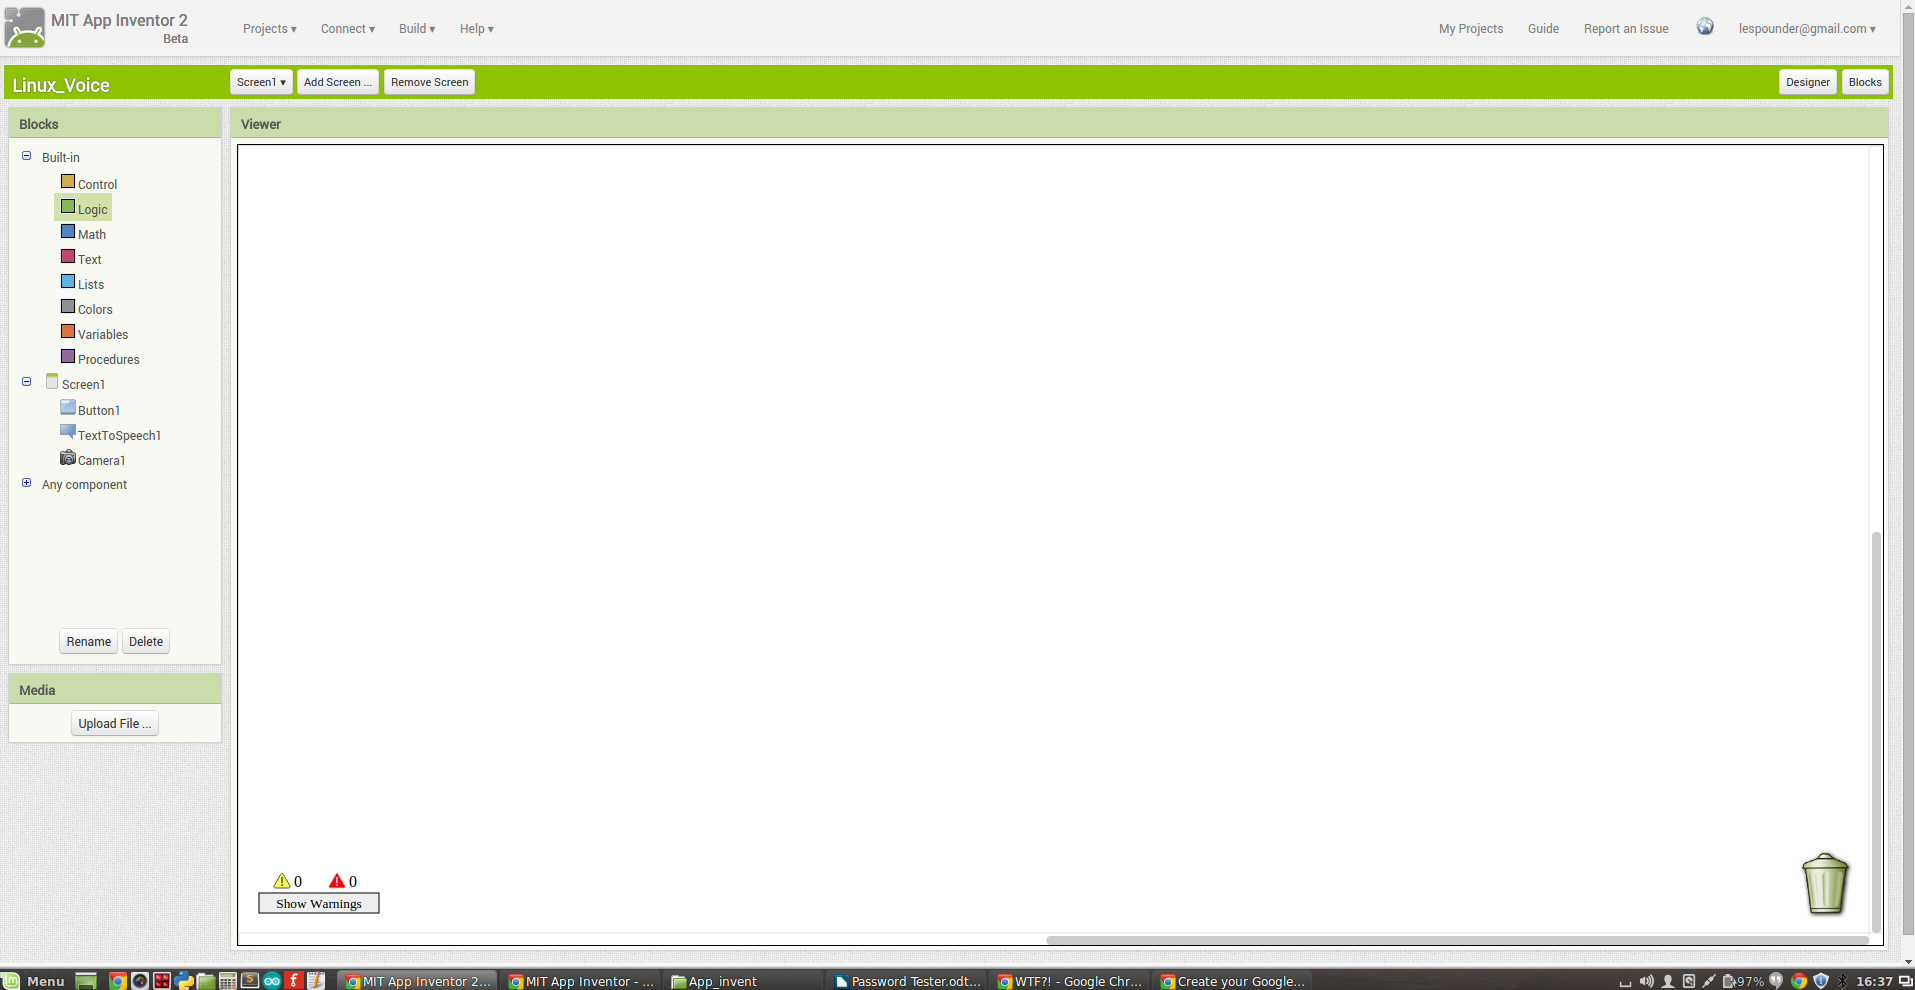 MIT App Inventor 2
Beta
Projects ▾ Connect ▾ Build ▾ Help ▾
My Projects Guide Report an Issue lespounder@gmail.com ▾
Linux_Voice
Screen1 ▾ Add Screen ... Remove Screen
Designer Blocks
Blocks
Built-in
Control
Logic
Math
Text
Lists
Colors
Variables
Procedures
Screen1
Button1
TextToSpeech1
Camera1
Any component
Rename Delete
Media
Upload File ...
Viewer
0 0
Show Warnings
Menu MIT App Inventor 2... MIT App Inventor - ... App_invent Password Tester.odt... WTF?! - Google Chr... Create your Google... 97% 16:37